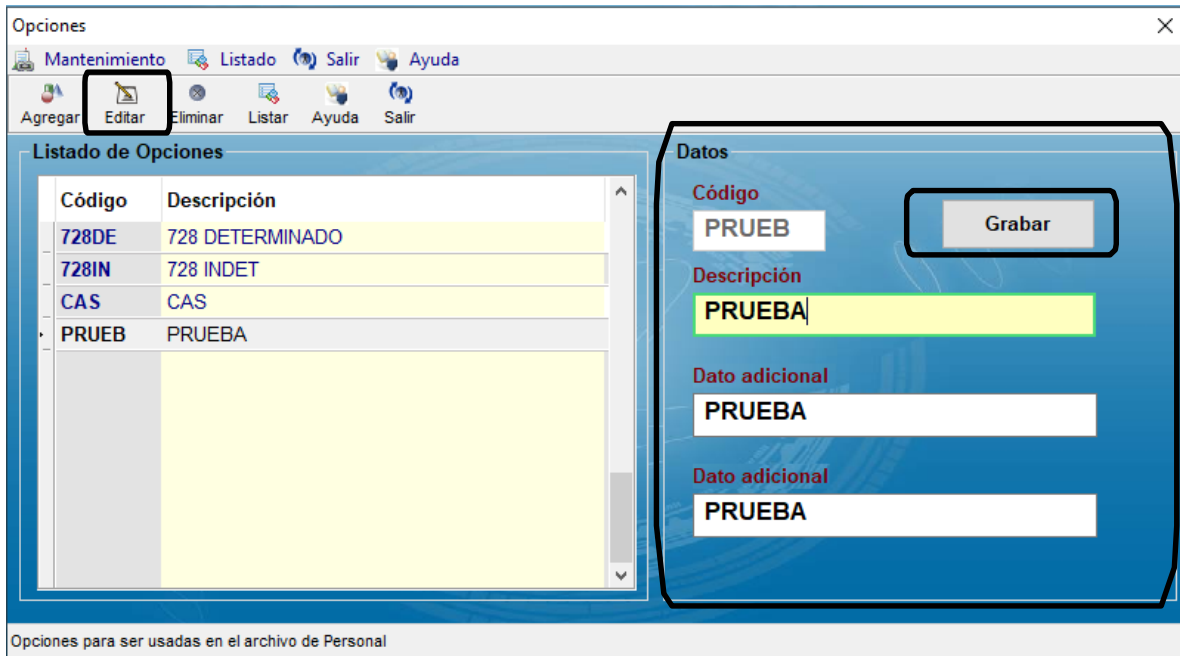 Opciones
Mantenimiento Listado Salir Ayuda
Agregar Editar Eliminar Listar Ayuda Salir
Listado de Opciones
Código Descripción
728DE 728 DETERMINADO
728IN 728 INDET
CAS CAS
PRUEB PRUEBA
Datos
Código
PRUEB
Grabar
Descripción
PRUEBA
Dato adicional
PRUEBA
Dato adicional
PRUEBA
Opciones para ser usadas en el archivo de Personal